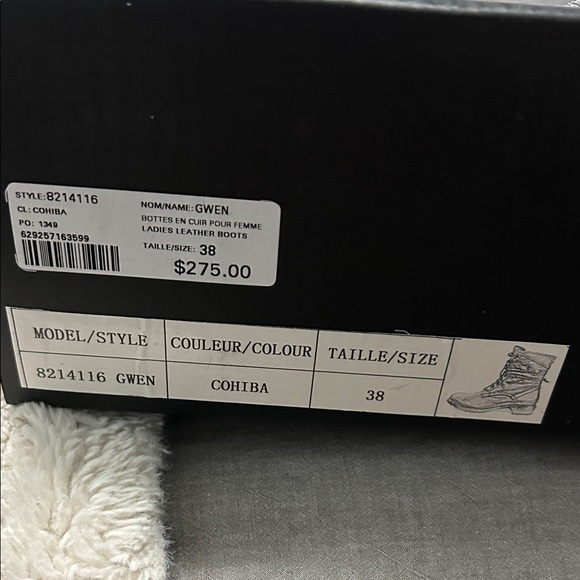 STYLE:8214116
CL: COHIBA
PO: 1349
629257163599
NOM/NAME: GWEN
BOTTES EN CUIR POUR FEMME
LADIES LEATHER BOOTS
TAILLE/SIZE: 38
$275.00
MODEL/STYLE COULEUR/COLOUR TAILLE/SIZE
8214116 GWEN COHIBA 38